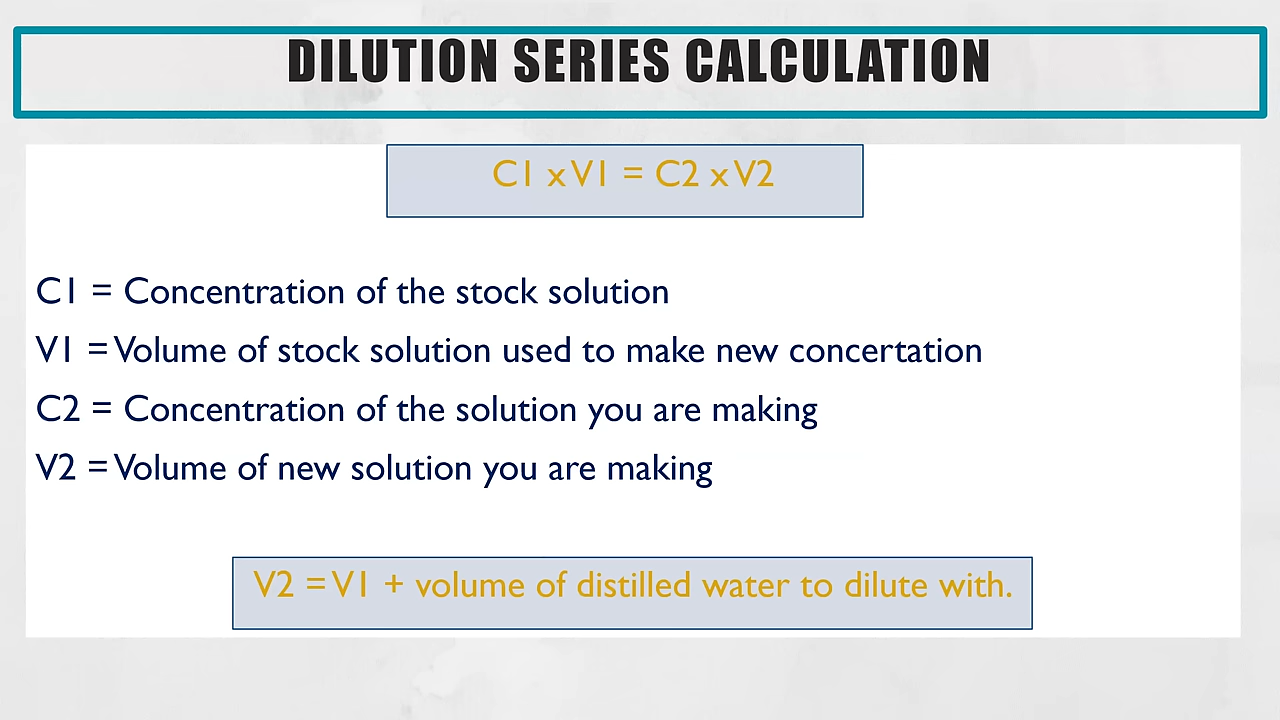 DILUTION SERIES CALCULATION
C1 x V1 = C2 x V2
C1 = Concentration of the stock solution
V1 = Volume of stock solution used to make new concertation
C2 = Concentration of the solution you are making
V2 = Volume of new solution you are making
V2 = V1 + volume of distilled water to dilute with.